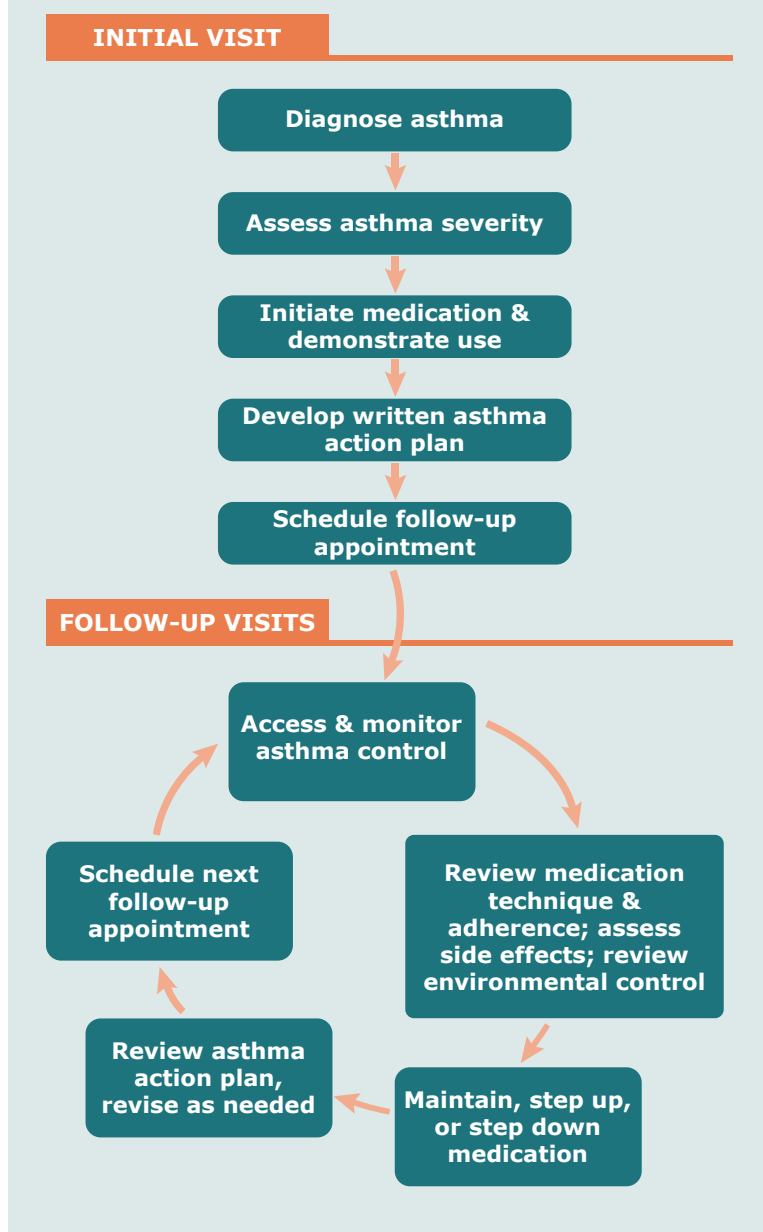 INITIAL VISIT
Diagnose asthma
Assess asthma severity
Initiate medication &
demonstrate use
Develop written asthma
action plan
Schedule follow-up
appointment
FOLLOW-UP VISITS
Access & monitor
asthma control
Review medication
technique &
adherence; assess
side effects; review
environmental control
Maintain, step up,
or step down
medication
Review asthma
action plan,
revise as needed
Schedule next
follow-up
appointment